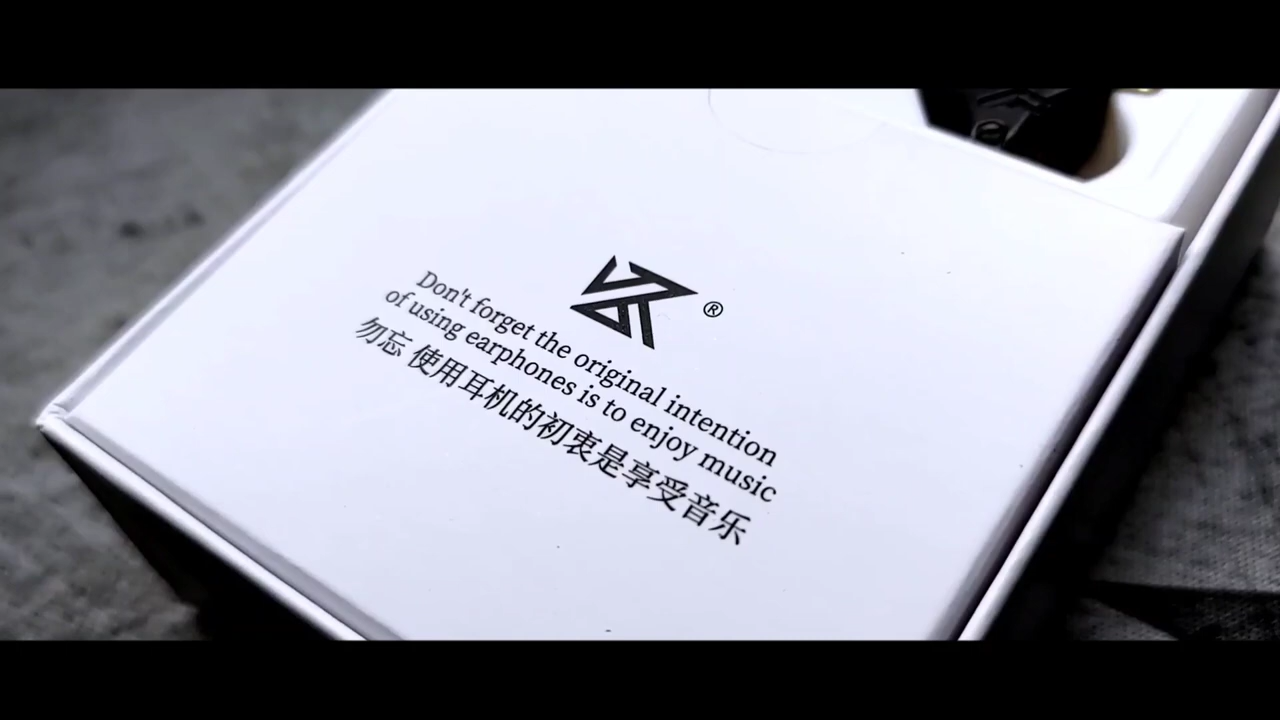 ®
Don't forget the original intention
of using earphones is to enjoy music
勿忘 使用耳机的初衷是享受音乐